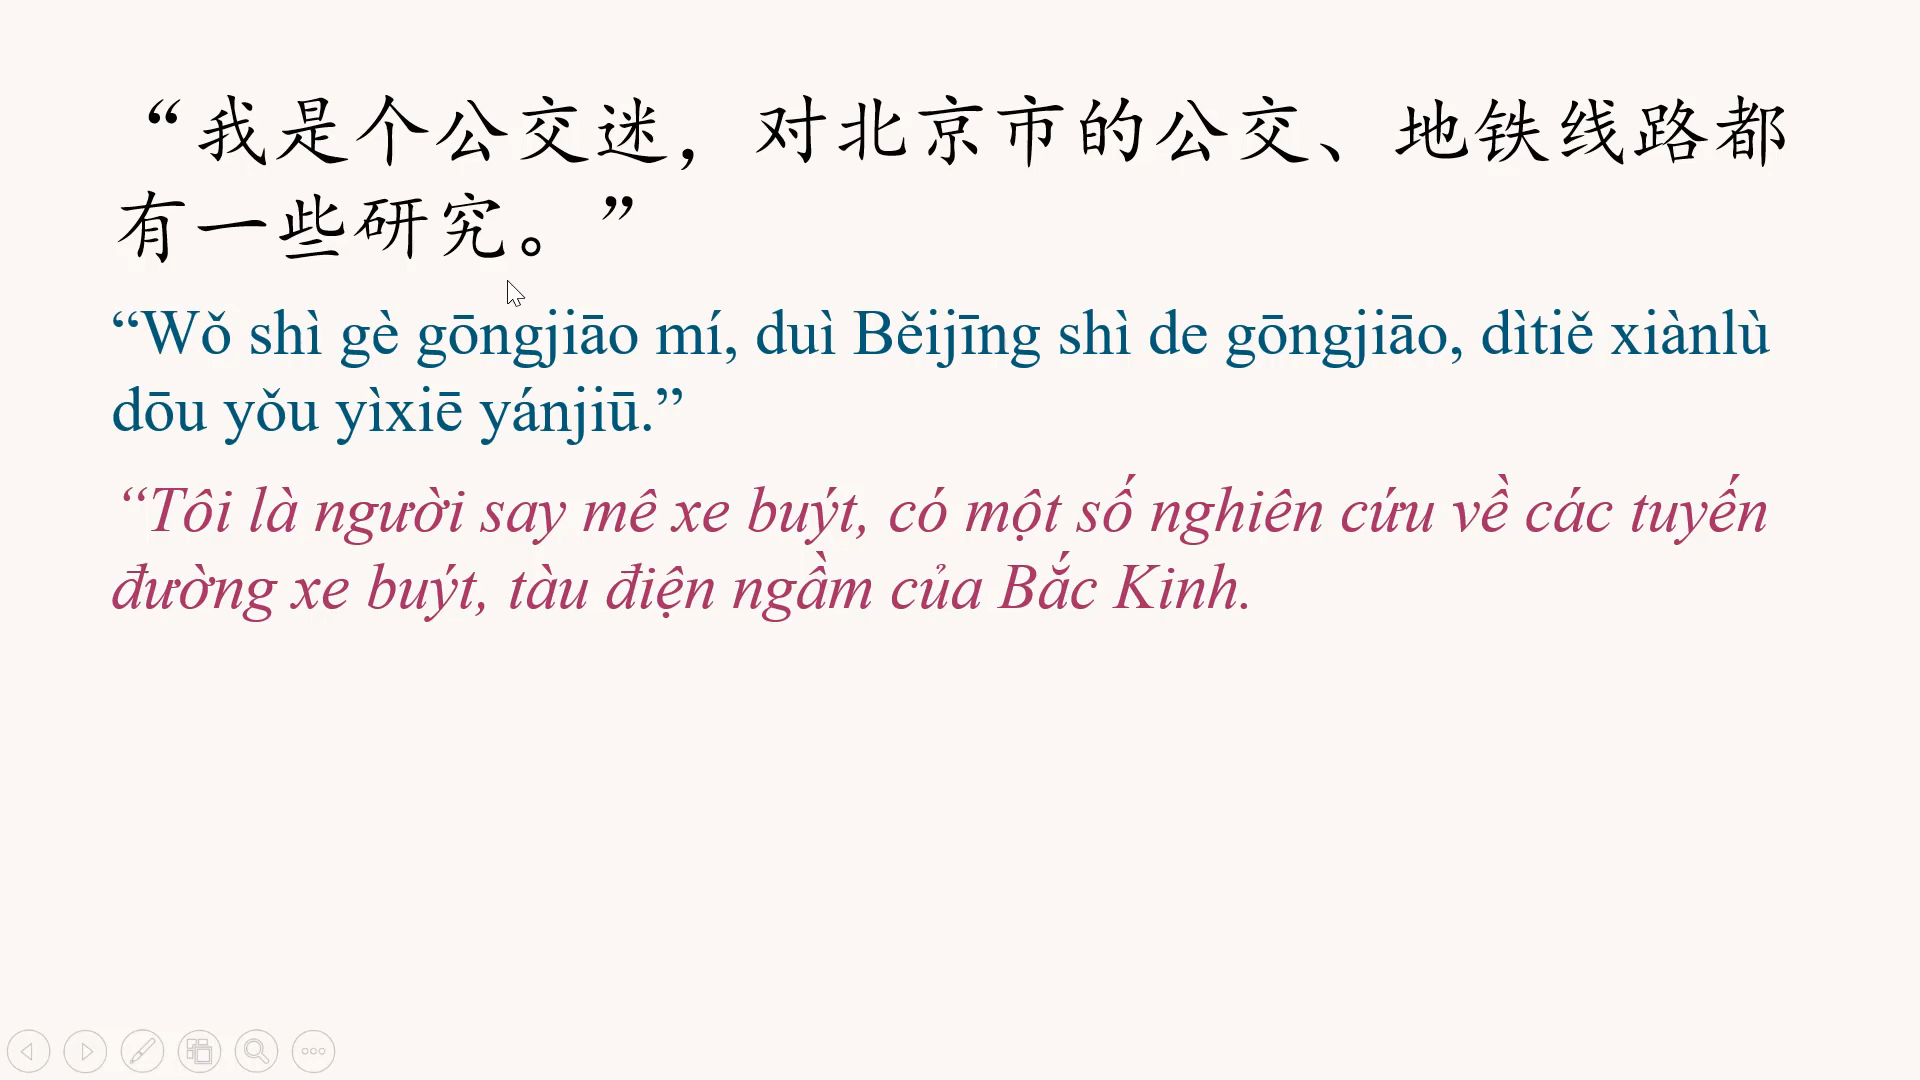 “我是个公交迷，对北京市的公交、地铁线路都
有一些研究。”
“Wǒ shì gè gōngjiāo mí, duì Běijīng shì de gōngjiāo, dìtiě xiànlù
dōu yǒu yìxiē yánjiū.”
“Tôi là người say mê xe buýt, có một số nghiên cứu về các tuyến
đường xe buýt, tàu điện ngầm của Bắc Kinh.